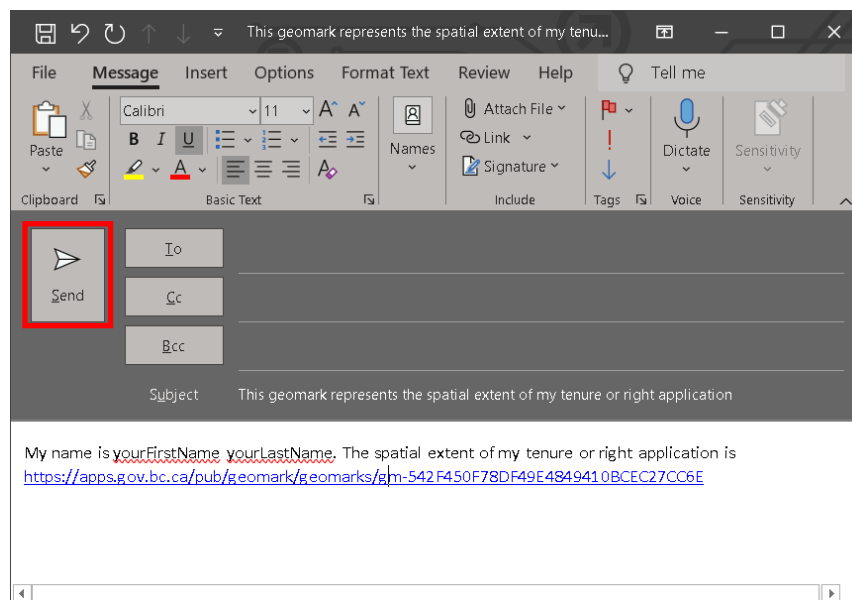 This geomark represents the spatial extent of my tenu...
File Message Insert Options Format Text Review Help Tell me
Calibri 11 A A
Attach File
Paste
B I U
Names
Link
Dictate
Sensitivity
A
Signature
Clipboard Basic Text Include Tags Voice Sensitivity
To
Send
Cc
Bcc
Subject This geomark represents the spatial extent of my tenure or right application
My name is yourFirstName yourLastName. The spatial extent of my tenure or right application is
https://apps.gov.bc.ca/pub/geomark/geomarks/gm-542F450F78DF49E4849410BCEC27CC6E